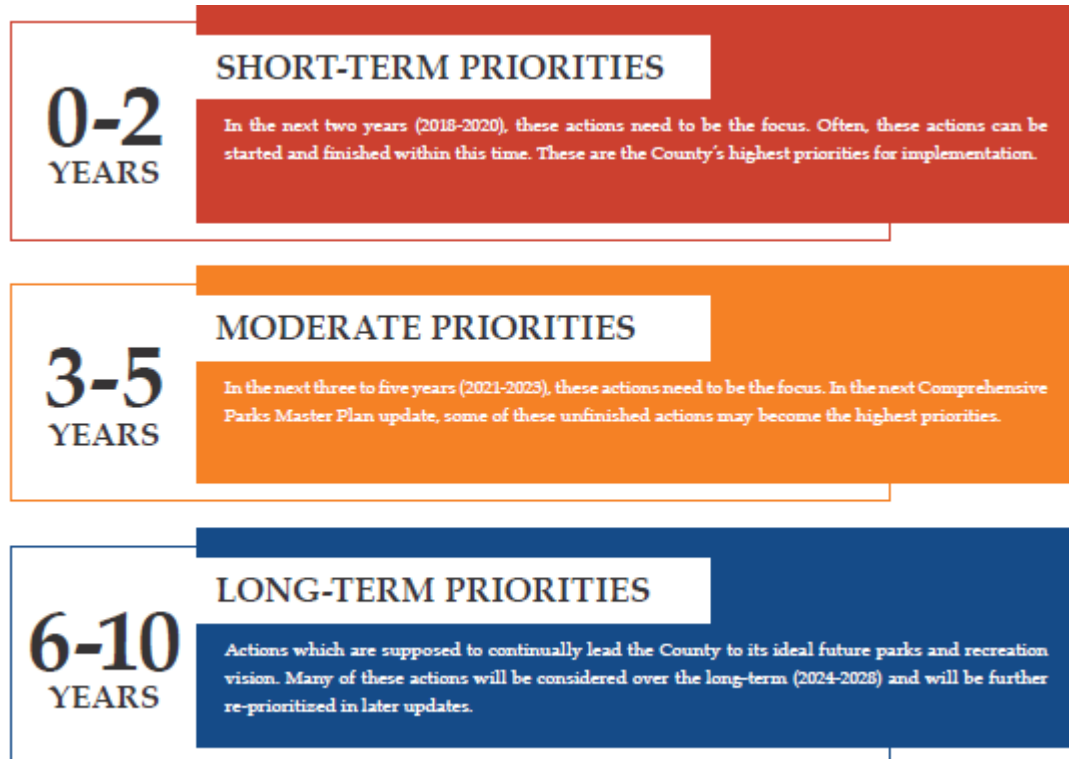 0-2
YEARS
SHORT-TERM PRIORITIES
In the next two years (2018-2020), these actions need to be the focus. Often, these actions can be
started and finished within this time. These are the County's highest priorities for implementation.
3-5
YEARS
MODERATE PRIORITIES
In the next three to five years (2021-2023), these actions need to be the focus. In the next Comprehensive
Parks Master Plan update, some of these unfinished actions may become the highest priorities.
6-10
YEARS
LONG-TERM PRIORITIES
Actions which are supposed to continually lead the County to its ideal future parks and recreation
vision. Many of these actions will be considered over the long-term (2024-2028) and will be further
re-prioritized in later updates.